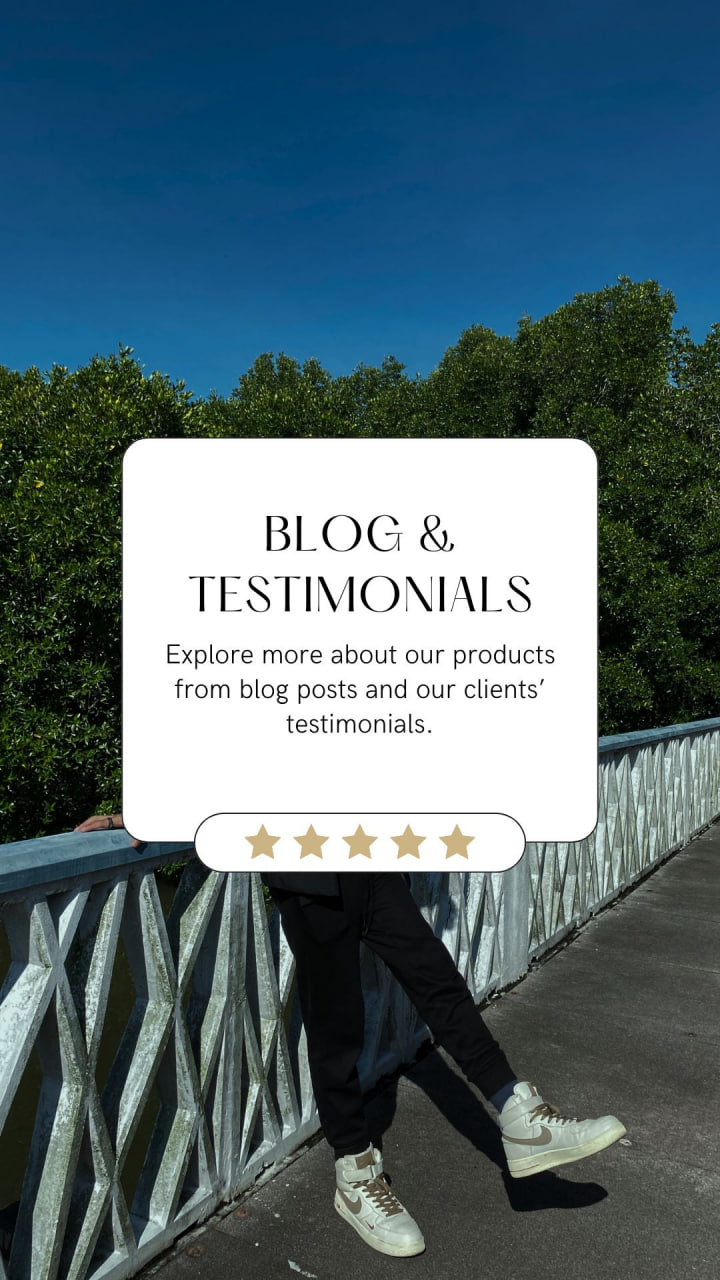 BLOG &
TESTIMONIALS
Explore more about our products
from blog posts and our clients’
testimonials.